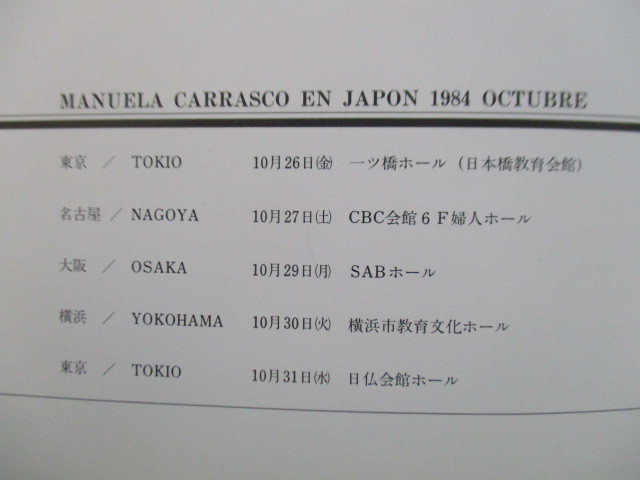 MANUELA CARRASCO EN JAPON 1984 OCTUBRE
東京 / TOKIO 10月26日(金) 一ツ橋ホール (日本橋教育会館)
名古屋 / NAGOYA 10月27日(土) CBC会館6F婦人ホール
大阪 / OSAKA 10月29日(月) SABホール
横浜 / YOKOHAMA 10月30日(火) 横浜市教育文化ホール
東京 / TOKIO 10月31日(水) 日仏会館ホール